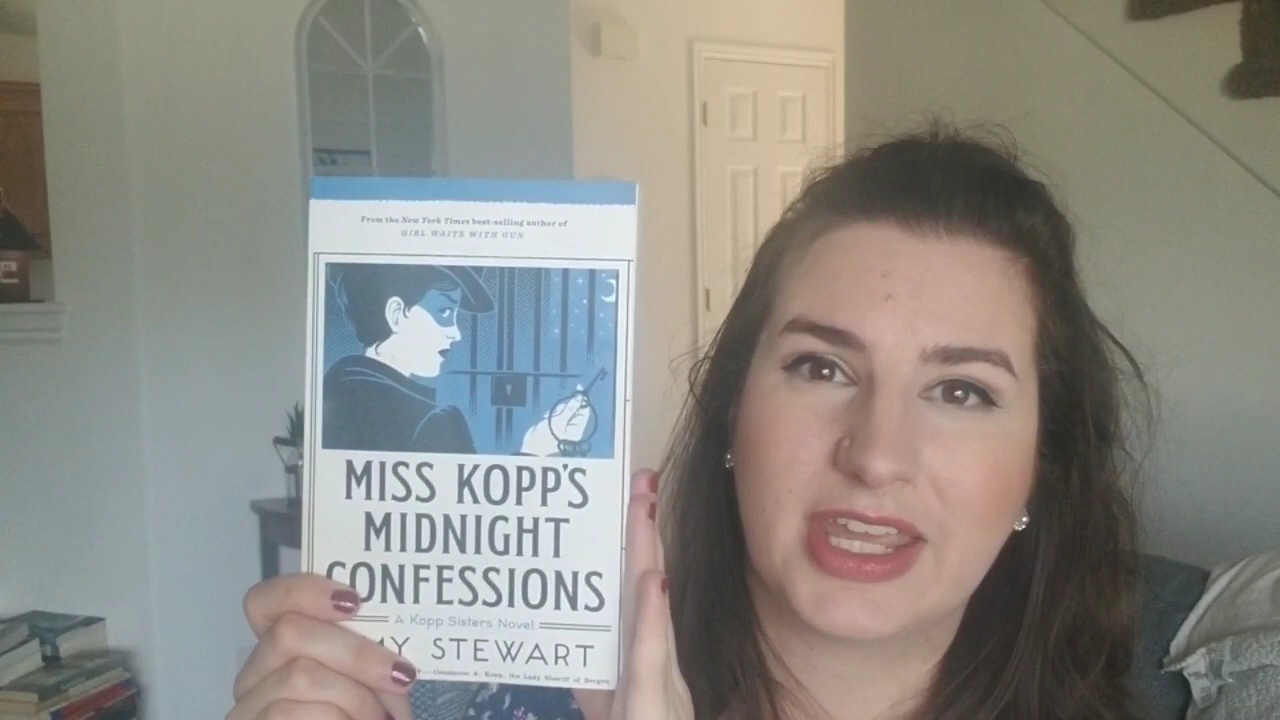 From the New York Times best-selling author of
GIRL WAITS WITH GUN
MISS KOPP'S
MIDNIGHT
CONFESSIONS
A Kopp Sisters Novel
MY STEWART
Constance A. Kopp, the Lady Sheriff of Bergen